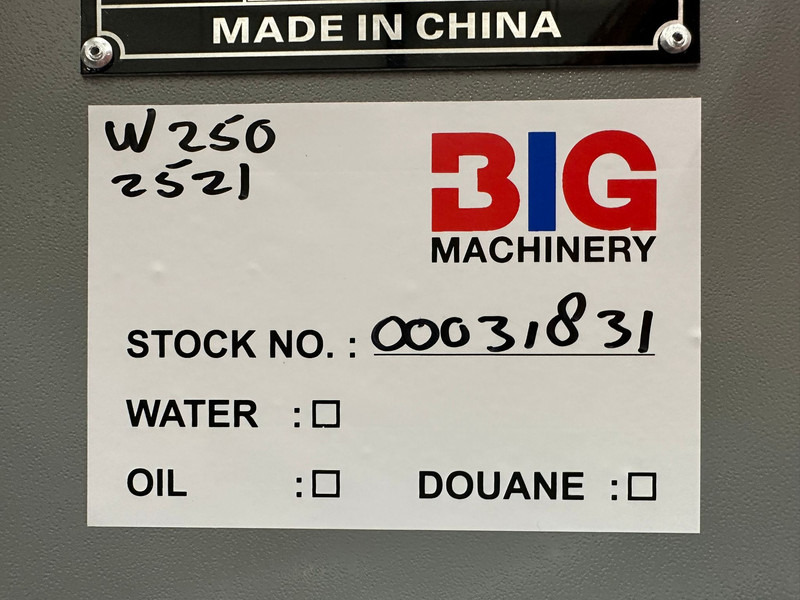 MADE IN CHINA
W250
2521
BIG
MACHINERY
STOCK NO. : 00031831
WATER : ☐
OIL : ☐ DOUANE : ☐